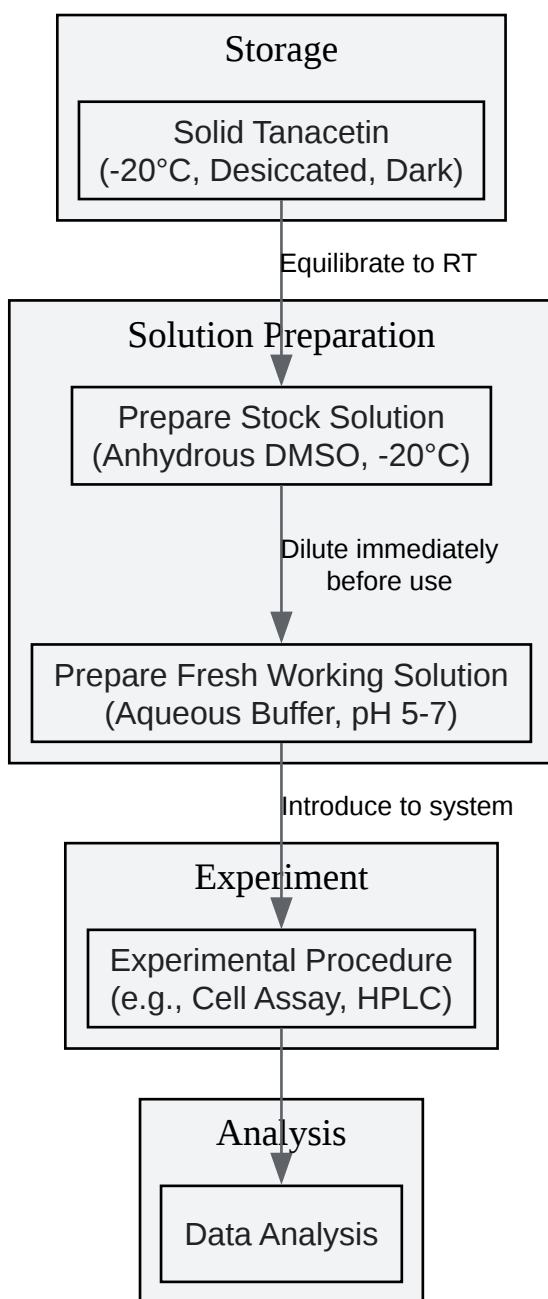 Storage
Solid Tanacetin
(-20°C, Desiccated, Dark)
Equilibrate to RT
Solution Preparation
Prepare Stock Solution
(Anhydrous DMSO, -20°C)
Dilute immediately
before use
Prepare Fresh Working Solution
(Aqueous Buffer, pH 5-7)
Introduce to system
Experiment
Experimental Procedure
(e.g., Cell Assay, HPLC)
Analysis
Data Analysis